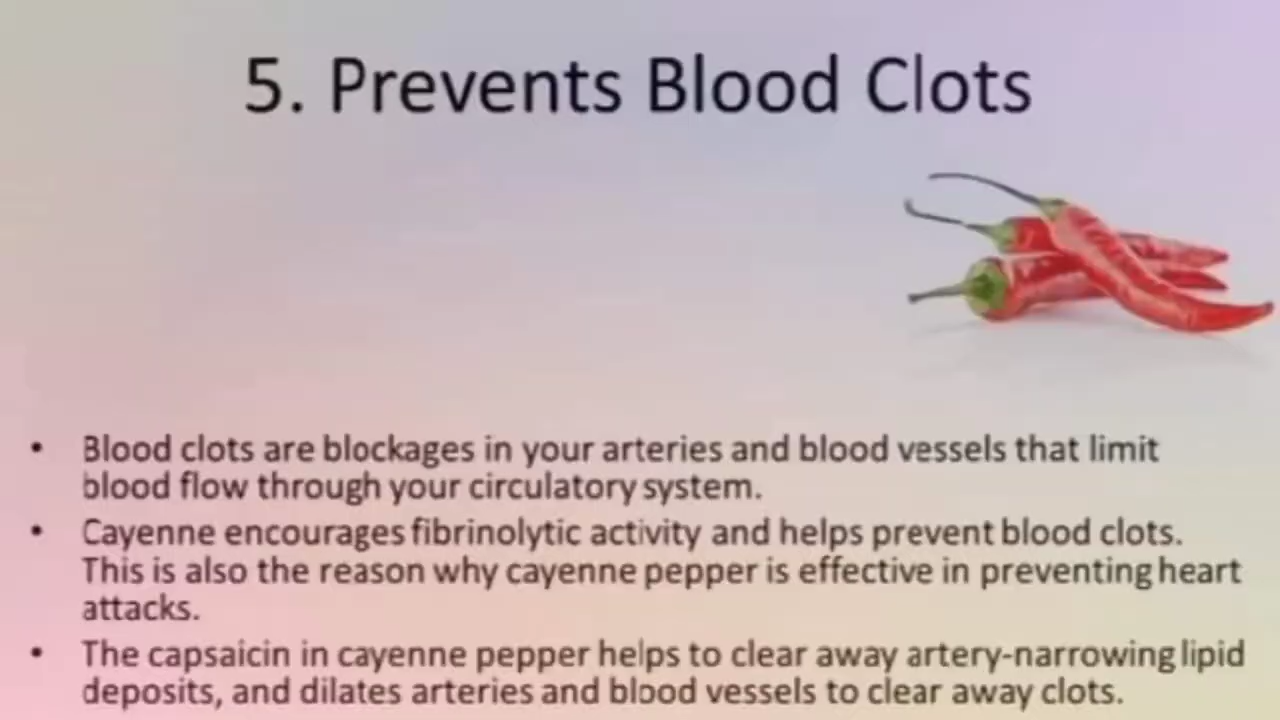 5. Prevents Blood Clots
• Blood clots are blockages in your arteries and blood vessels that limit
blood flow through your circulatory system.
• Cayenne encourages fibrinolytic activity and helps prevent blood clots.
This is also the reason why cayenne pepper is effective in preventing heart
attacks.
• The capsaicin in cayenne pepper helps to clear away artery-narrowing lipid
deposits, and dilates arteries and blood vessels to clear away clots.